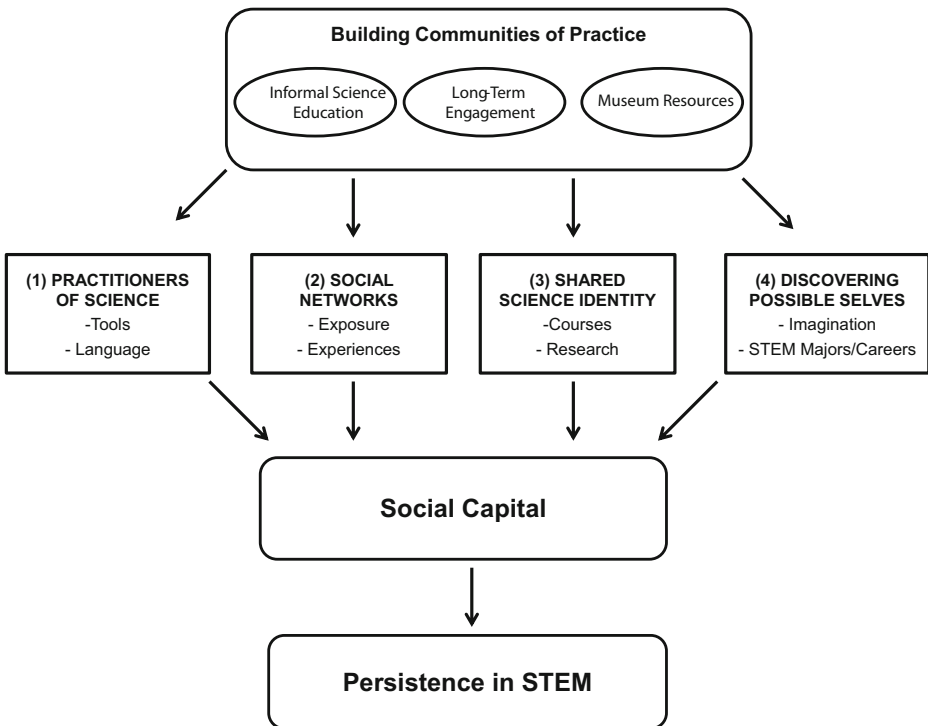 Building Communities of Practice
Informal Science
Education
Long-Term
Engagement
Museum Resources
(1) PRACTITIONERS
OF SCIENCE
-Tools
- Language
(2) SOCIAL
NETWORKS
- Exposure
- Experiences
(3) SHARED
SCIENCE IDENTITY
-Courses
- Research
(4) DISCOVERING
POSSIBLE SELVES
- Imagination
- STEM Majors/Careers
Social Capital
Persistence in STEM